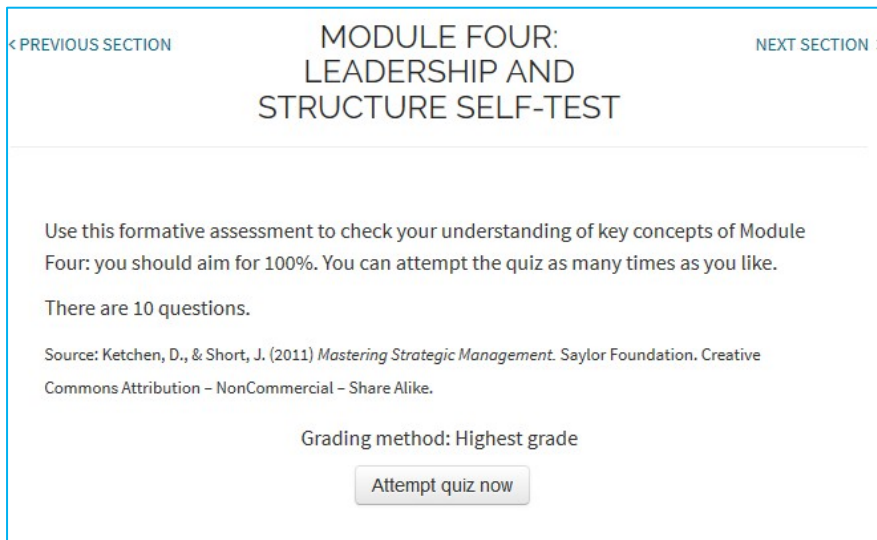 < PREVIOUS SECTION
MODULE FOUR:
LEADERSHIP AND
STRUCTURE SELF-TEST
NEXT SECTION
Use this formative assessment to check your understanding of key concepts of Module
Four: you should aim for 100%. You can attempt the quiz as many times as you like.
There are 10 questions.
Source: Ketchen, D., & Short, J. (2011) Mastering Strategic Management. Saylor Foundation. Creative
Commons Attribution – NonCommercial – Share Alike.
Grading method: Highest grade
Attempt quiz now